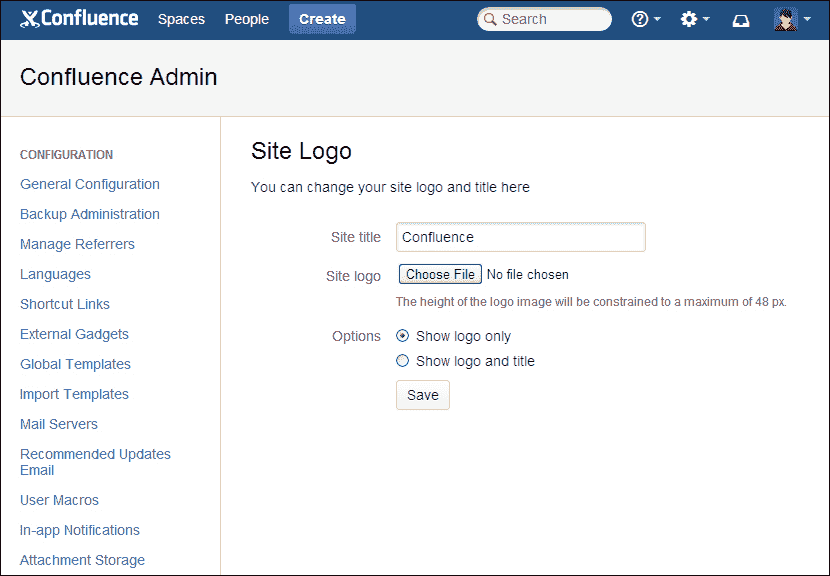 Confluence Spaces People Create Search
Confluence Admin
CONFIGURATION
General Configuration
Backup Administration
Manage Referrers
Languages
Shortcut Links
External Gadgets
Global Templates
Import Templates
Mail Servers
Recommended Updates
Email
User Macros
In-app Notifications
Attachment Storage
Site Logo
You can change your site logo and title here
Site title Confluence
Site logo Choose File No file chosen
The height of the logo image will be constrained to a maximum of 48 px.
Options Show logo only
Show logo and title
Save